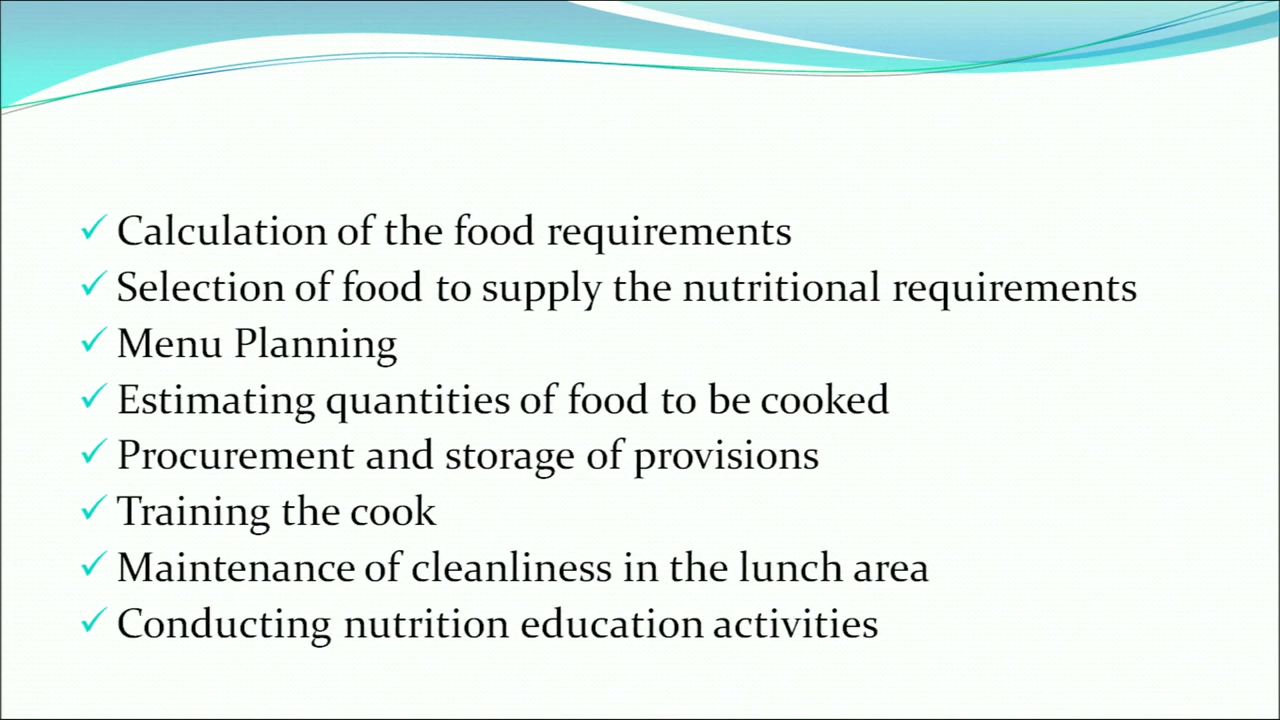 ✓ Calculation of the food requirements
✓ Selection of food to supply the nutritional requirements
✓ Menu Planning
✓ Estimating quantities of food to be cooked
✓ Procurement and storage of provisions
✓ Training the cook
✓ Maintenance of cleanliness in the lunch area
✓ Conducting nutrition education activities